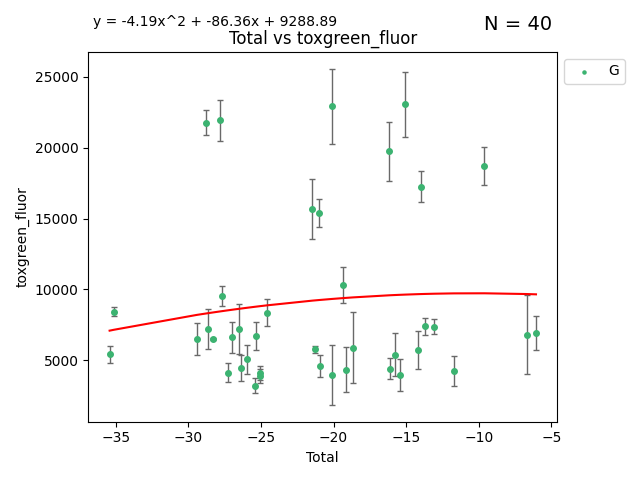 y = -4.19x^2 + -86.36x + 9288.89
N = 40
Total vs toxgreen_fluor
G
25000
20000
15000
10000
5000
toxgreen_fluor
−35 −30 −25 −20 −15 −10 −5
Total